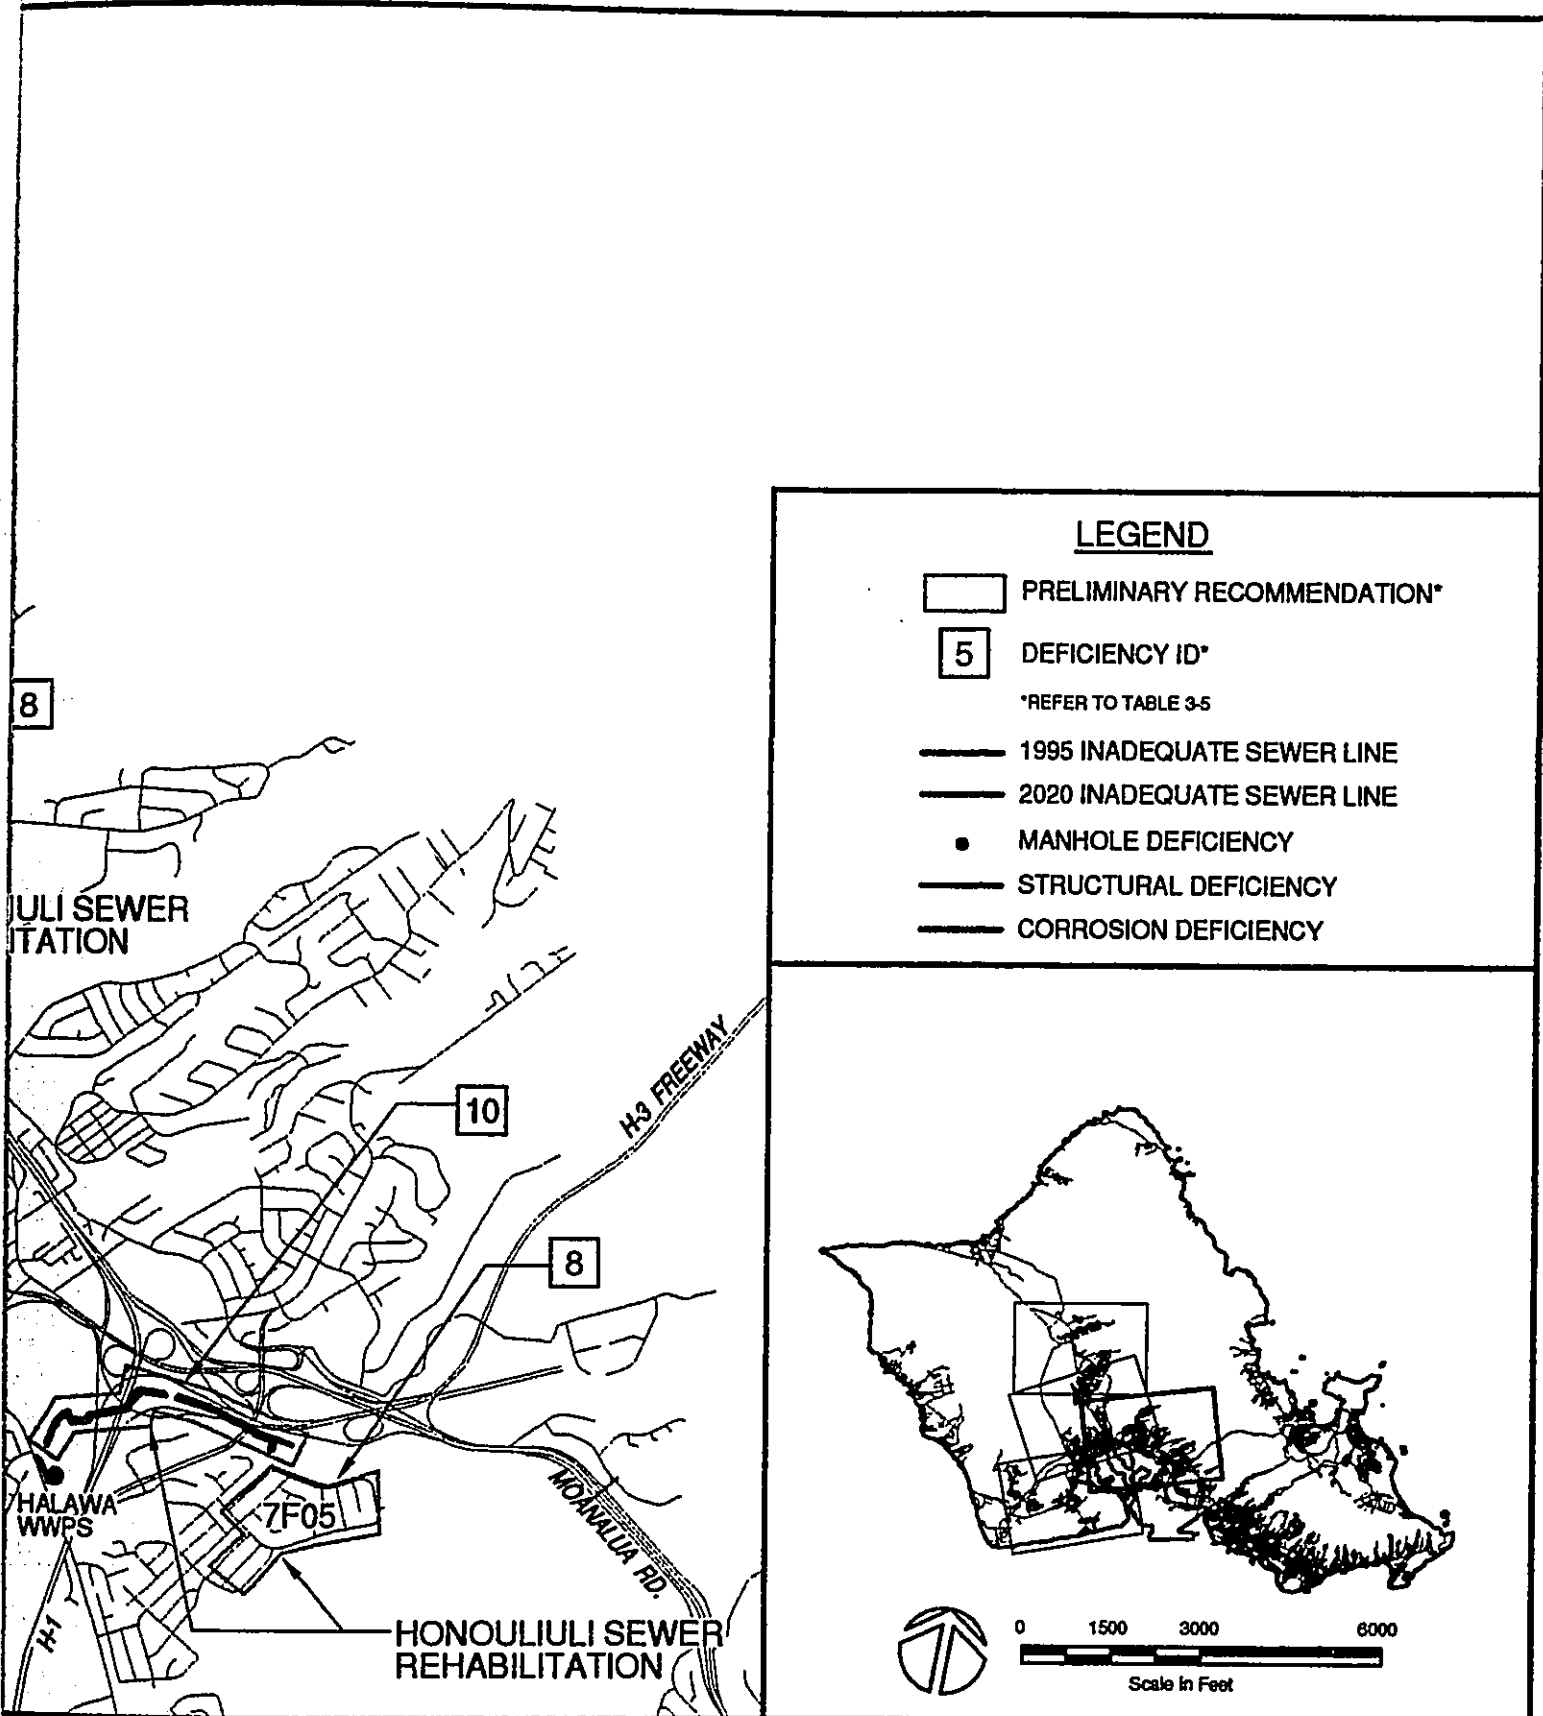 LEGEND
PRELIMINARY RECOMMENDATION*
5 DEFICIENCY ID*
*REFER TO TABLE 3-5
1995 INADEQUATE SEWER LINE
2020 INADEQUATE SEWER LINE
MANHOLE DEFICIENCY
STRUCTURAL DEFICIENCY
CORROSION DEFICIENCY
8
ULI SEWER
ITATION
H-3 FREEWAY
10
8
HALAWA
WWPS
7F05
MOANALUA RD.
H-1
HONOULIULI SEWER
REHABILITATION
0 1500 3000 6000
Scale In Feet